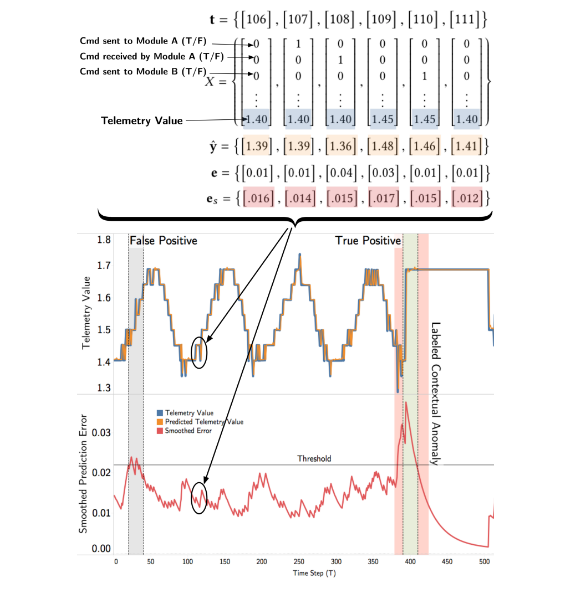 t = {[106] , [107] , [108] , [109] , [110] , [111]}
Cmd sent to Module A (T/F) 0 1 0 0 0 0
Cmd received by Module A (T/F) 0 0 1 0 0 0
Cmd sent to Module B (T/F) 0 0 0 0 1 0
X = { , , , , , }
⋮ ⋮ ⋮ ⋮ ⋮ ⋮
Telemetry Value 1.40 1.40 1.40 1.45 1.45 1.40
ŷ = {[1.39] , [1.39] , [1.36] , [1.48] , [1.46] , [1.41]}
e = {[0.01] , [0.01] , [0.04] , [0.03] , [0.01] , [0.01]}
eₛ = {[.016] , [.014] , [.015] , [.017] , [.015] , [.012]}
False Positive
True Positive
Telemetry Value
1.8
1.7
1.6
1.5
1.4
1.3
Labeled Contextual Anomaly
Telemetry Value
Predicted Telemetry Value
Smoothed Error
Threshold
Smoothed Prediction Error
0.03
0.02
0.01
0.00
0 50 100 150 200 250 300 350 400 450 500
Time Step (T)